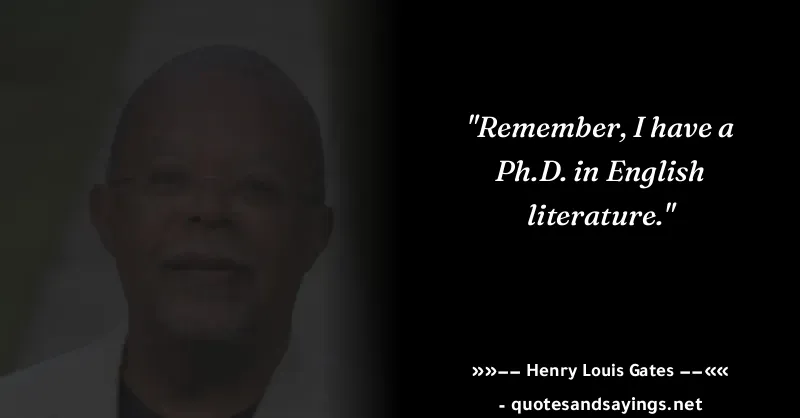 "Remember, I have a
Ph.D. in English
literature."
»»―― Henry Louis Gates ――««
- quotesandsayings.net